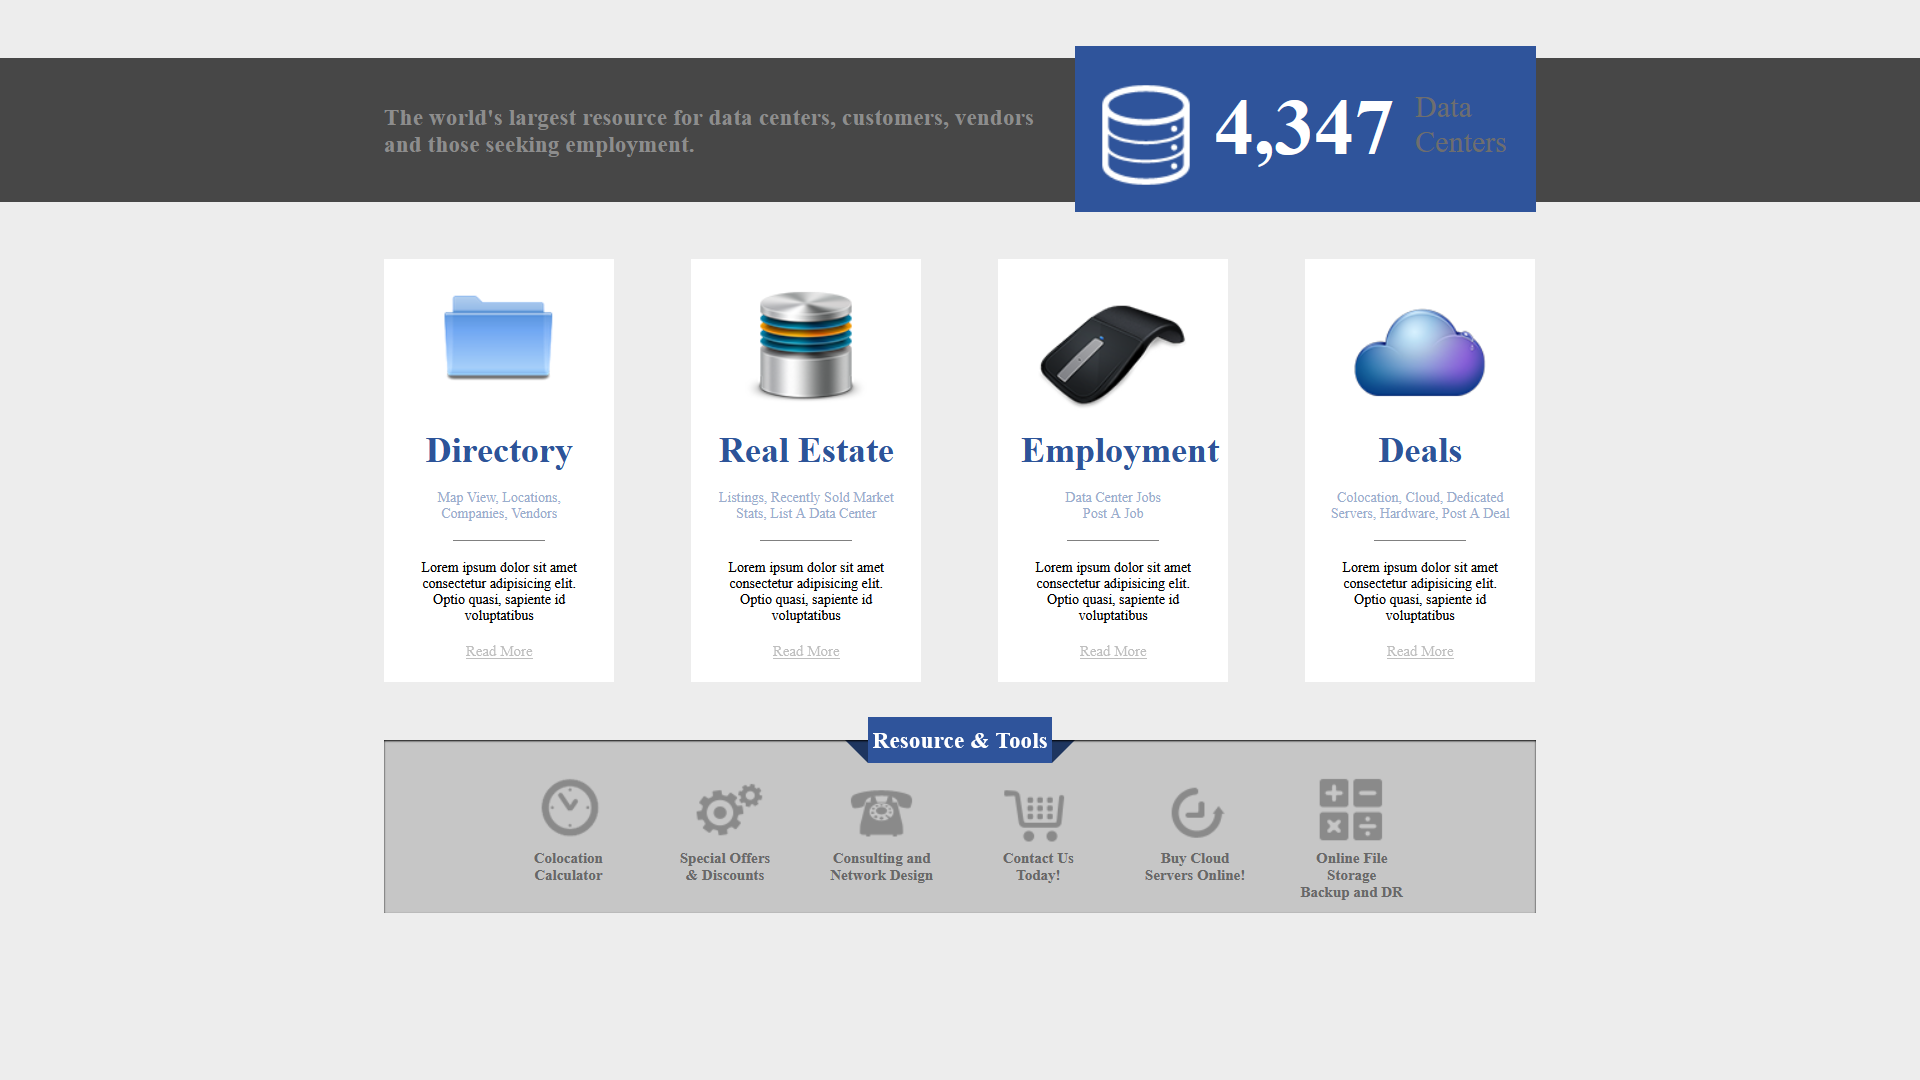 The world's largest resource for data centers, customers, vendors
and those seeking employment.
4,347
Data
Centers
Directory
Map View, Locations,
Companies, Vendors
Lorem ipsum dolor sit amet
consectetur adipisicing elit.
Optio quasi, sapiente id
voluptatibus
Read More
Real Estate
Listings, Recently Sold Market
Stats, List A Data Center
Lorem ipsum dolor sit amet
consectetur adipisicing elit.
Optio quasi, sapiente id
voluptatibus
Read More
Employment
Data Center Jobs
Post A Job
Lorem ipsum dolor sit amet
consectetur adipisicing elit.
Optio quasi, sapiente id
voluptatibus
Read More
Deals
Colocation, Cloud, Dedicated
Servers, Hardware, Post A Deal
Lorem ipsum dolor sit amet
consectetur adipisicing elit.
Optio quasi, sapiente id
voluptatibus
Read More
Resource & Tools
Colocation
Calculator
Special Offers
& Discounts
Consulting and
Network Design
Contact Us
Today!
Buy Cloud
Servers Online!
Online File
Storage
Backup and DR